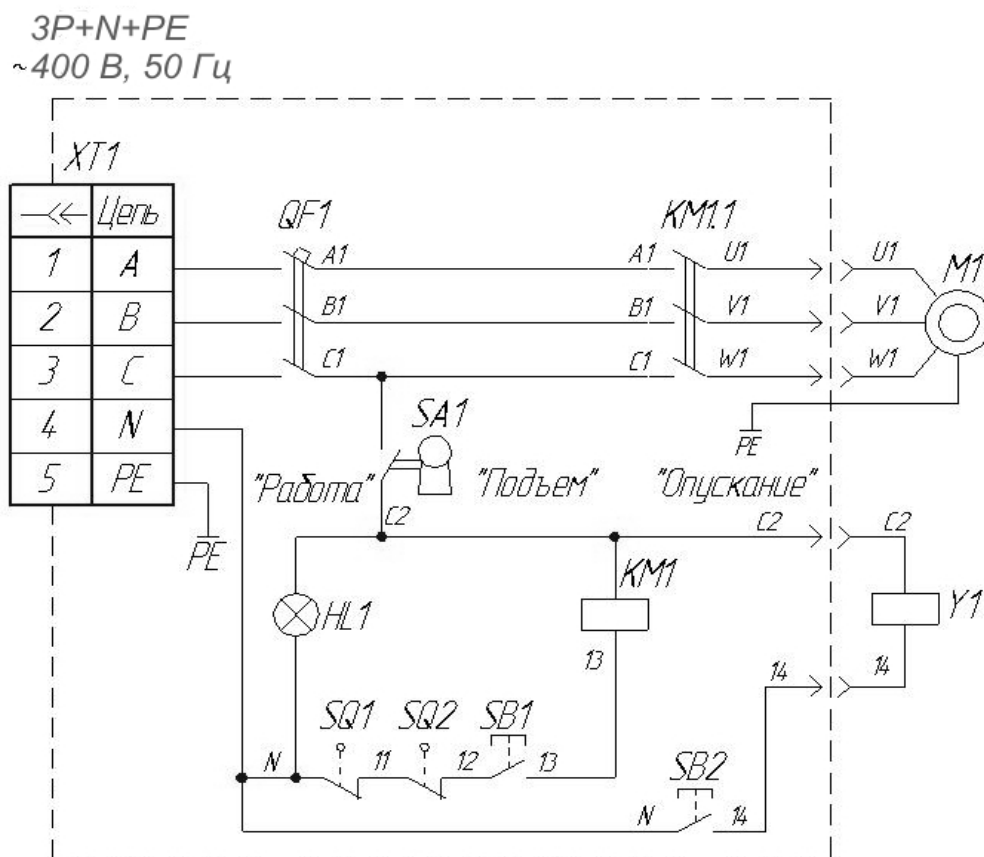 3P+N+PE
~400 В, 50 Гц
XT1
Цепь
1 A
2 B
3 C
4 N
5 PE
QF1
KM1.1
A1 A1 U1 U1 M1
B1 B1 V1 V1
C1 C1 W1 W1
PE
SA1
"Работа" "Подъем" "Опускание"
PE
C2 C2 C2
HL1
KM1
Y1
13
14 14
SQ1 SQ2 SB1
N 11 12 13
SB2
N 14